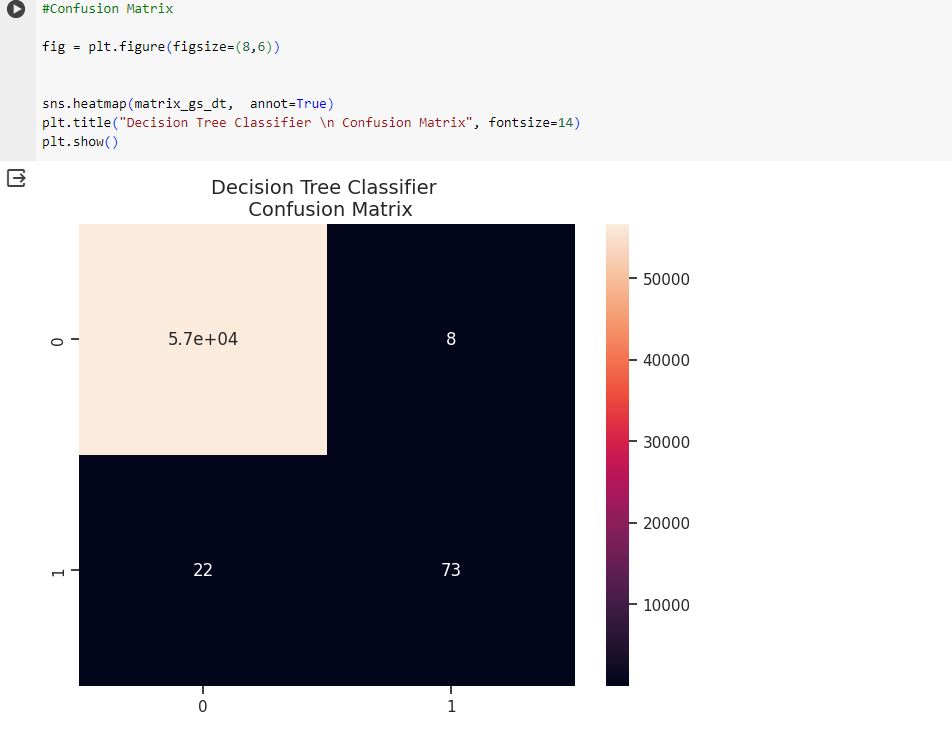 #Confusion Matrix
fig = plt.figure(figsize=(8,6))
sns.heatmap(matrix_gs_dt,  annot=True)
plt.title("Decision Tree Classifier \n Confusion Matrix", fontsize=14)
plt.show()
Decision Tree Classifier
Confusion Matrix
5.7e+04
8
22
73
0
1
0
1
50000
40000
30000
20000
10000